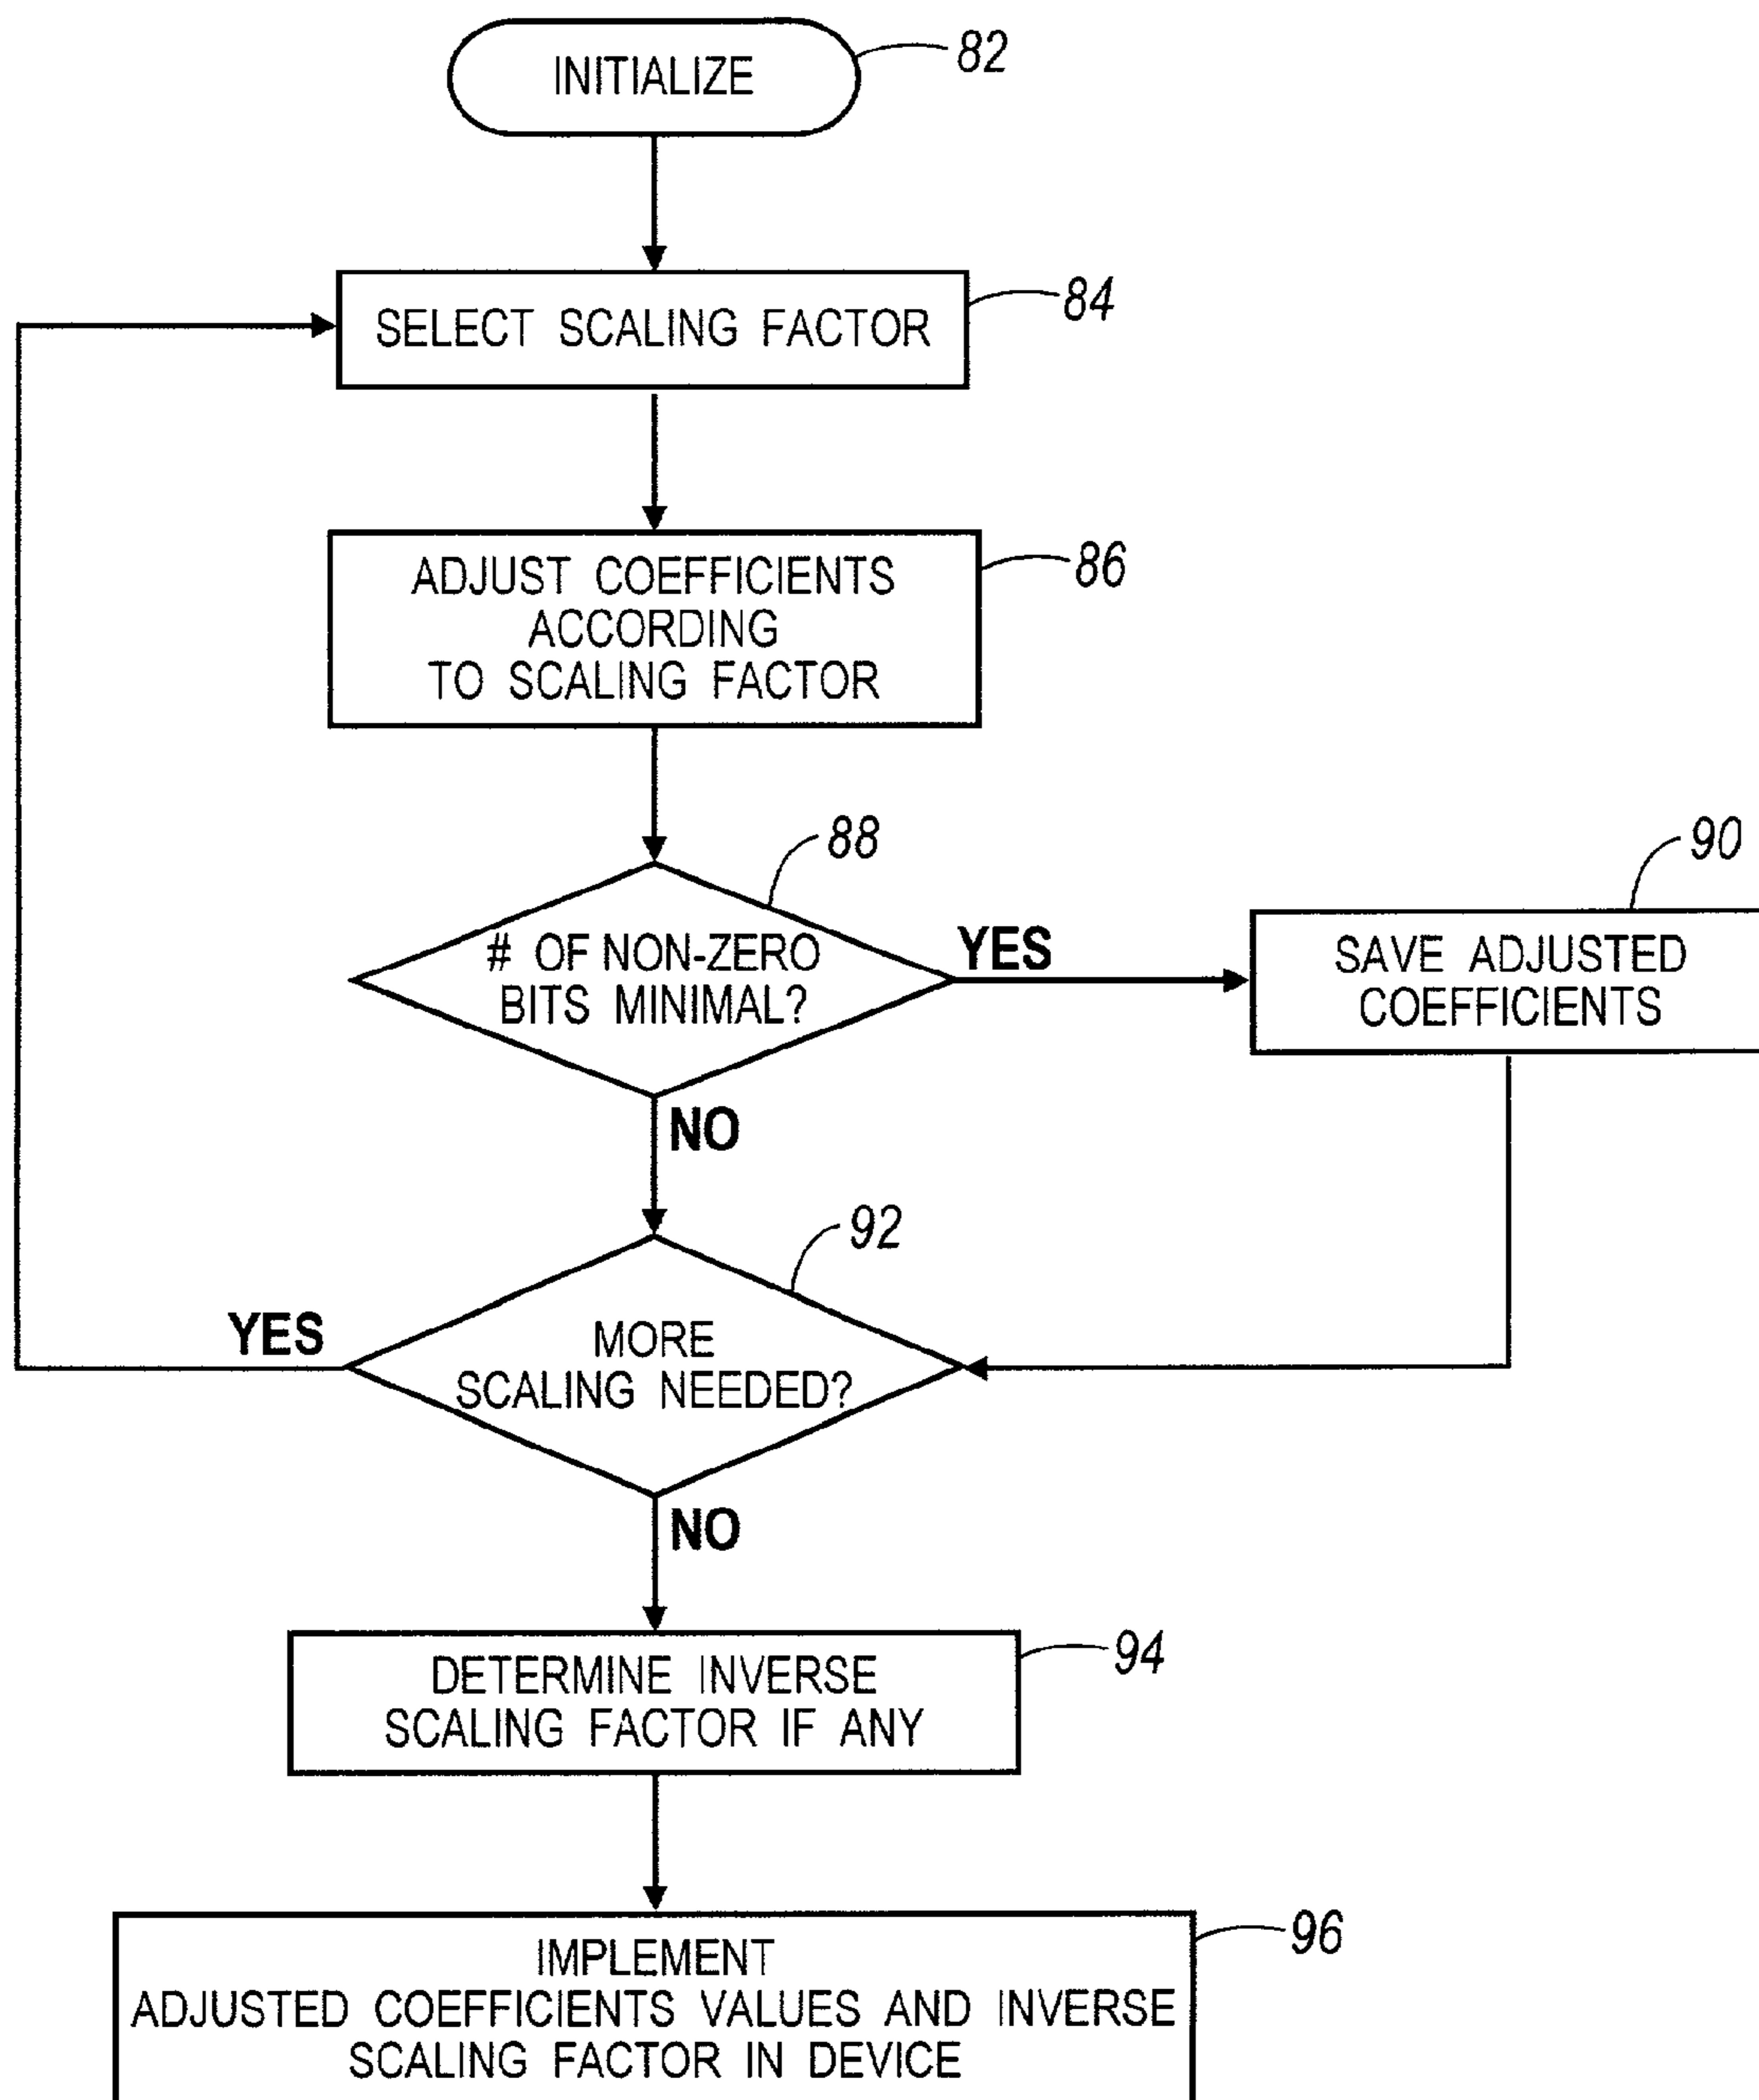 INITIALIZE
82
SELECT SCALING FACTOR
84
ADJUST COEFFICIENTS
ACCORDING
TO SCALING FACTOR
86
88
# OF NON-ZERO
BITS MINIMAL?
YES
90
SAVE ADJUSTED
COEFFICIENTS
NO
92
MORE
SCALING NEEDED?
YES
NO
94
DETERMINE INVERSE
SCALING FACTOR IF ANY
96
IMPLEMENT
ADJUSTED COEFFICIENTS VALUES AND INVERSE
SCALING FACTOR IN DEVICE